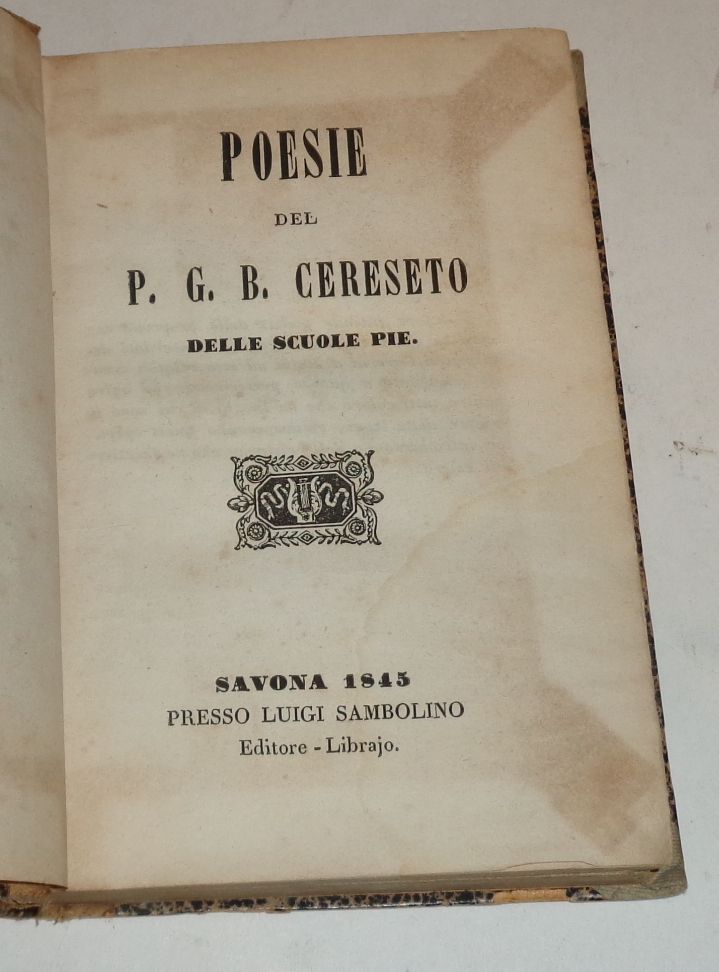 POESIE
DEL
P. G. B. CERESETO
DELLE SCUOLE PIE.
SAVONA 1845
PRESSO LUIGI SAMBOLINO
Editore - Librajo.